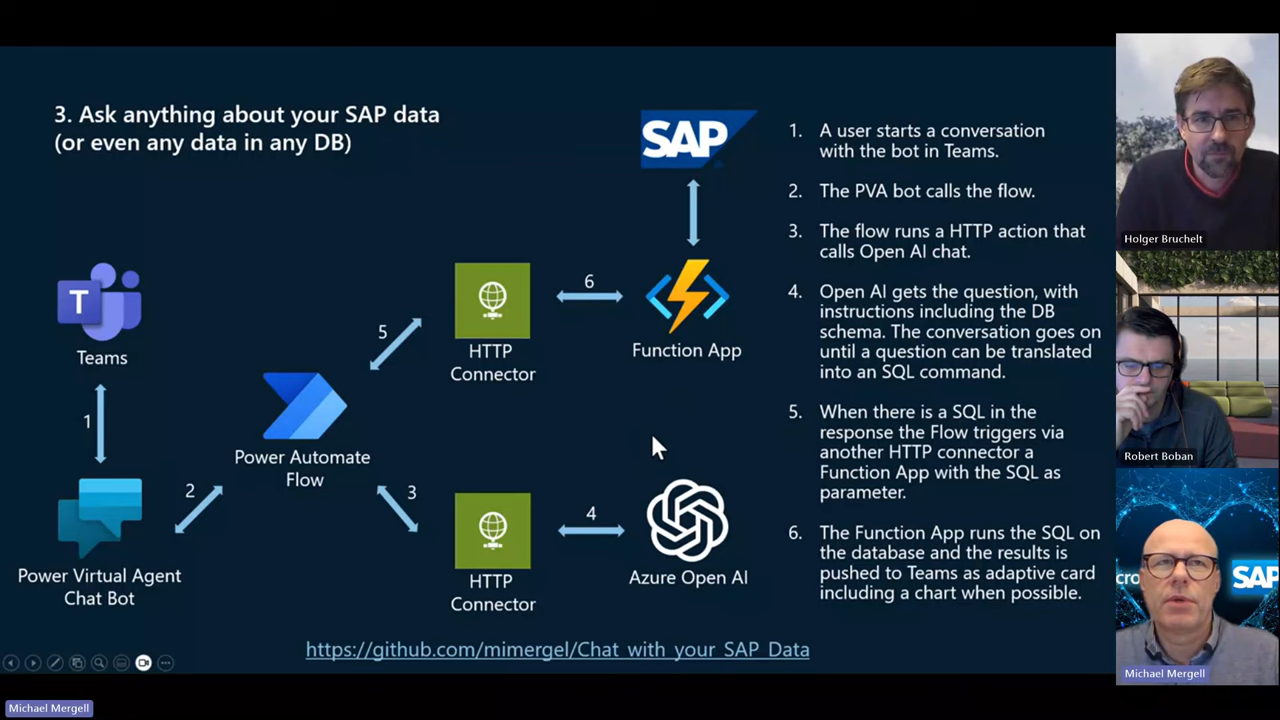 3. Ask anything about your SAP data
(or even any data in any DB)
SAP
1. A user starts a conversation
with the bot in Teams.
2. The PVA bot calls the flow.
3. The flow runs a HTTP action that
calls Open AI chat.
4. Open AI gets the question, with
instructions including the DB
schema. The conversation goes on
until a question can be translated
into an SQL command.
5. When there is a SQL in the
response the Flow triggers via
another HTTP connector a
Function App with the SQL as
parameter.
6. The Function App runs the SQL on
the database and the results is
pushed to Teams as adaptive card
including a chart when possible.
T
Teams
1
Power Virtual Agent
Chat Bot
2
Power Automate
Flow
5
3
HTTP
Connector
6
Function App
HTTP
Connector
4
Azure Open AI
https://github.com/mimergel/Chat_with_your_SAP_Data
Holger Bruchelt
Robert Boban
SAP
Michael Mergell
Michael Mergell